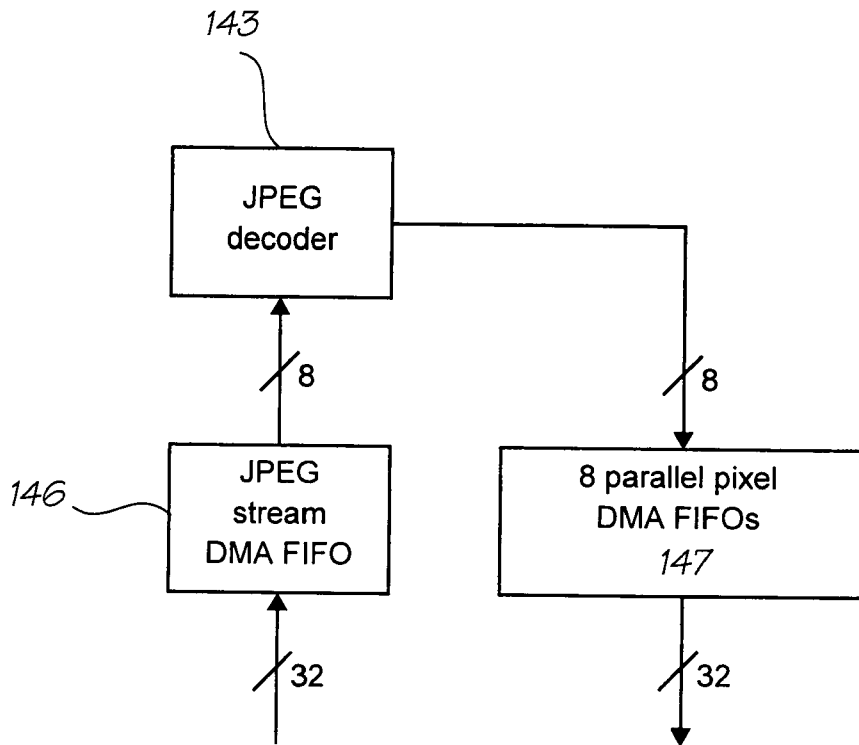 143
JPEG
decoder
8
8
JPEG
stream
DMA FIFO
146
8 parallel pixel
DMA FIFOs
147
32
32